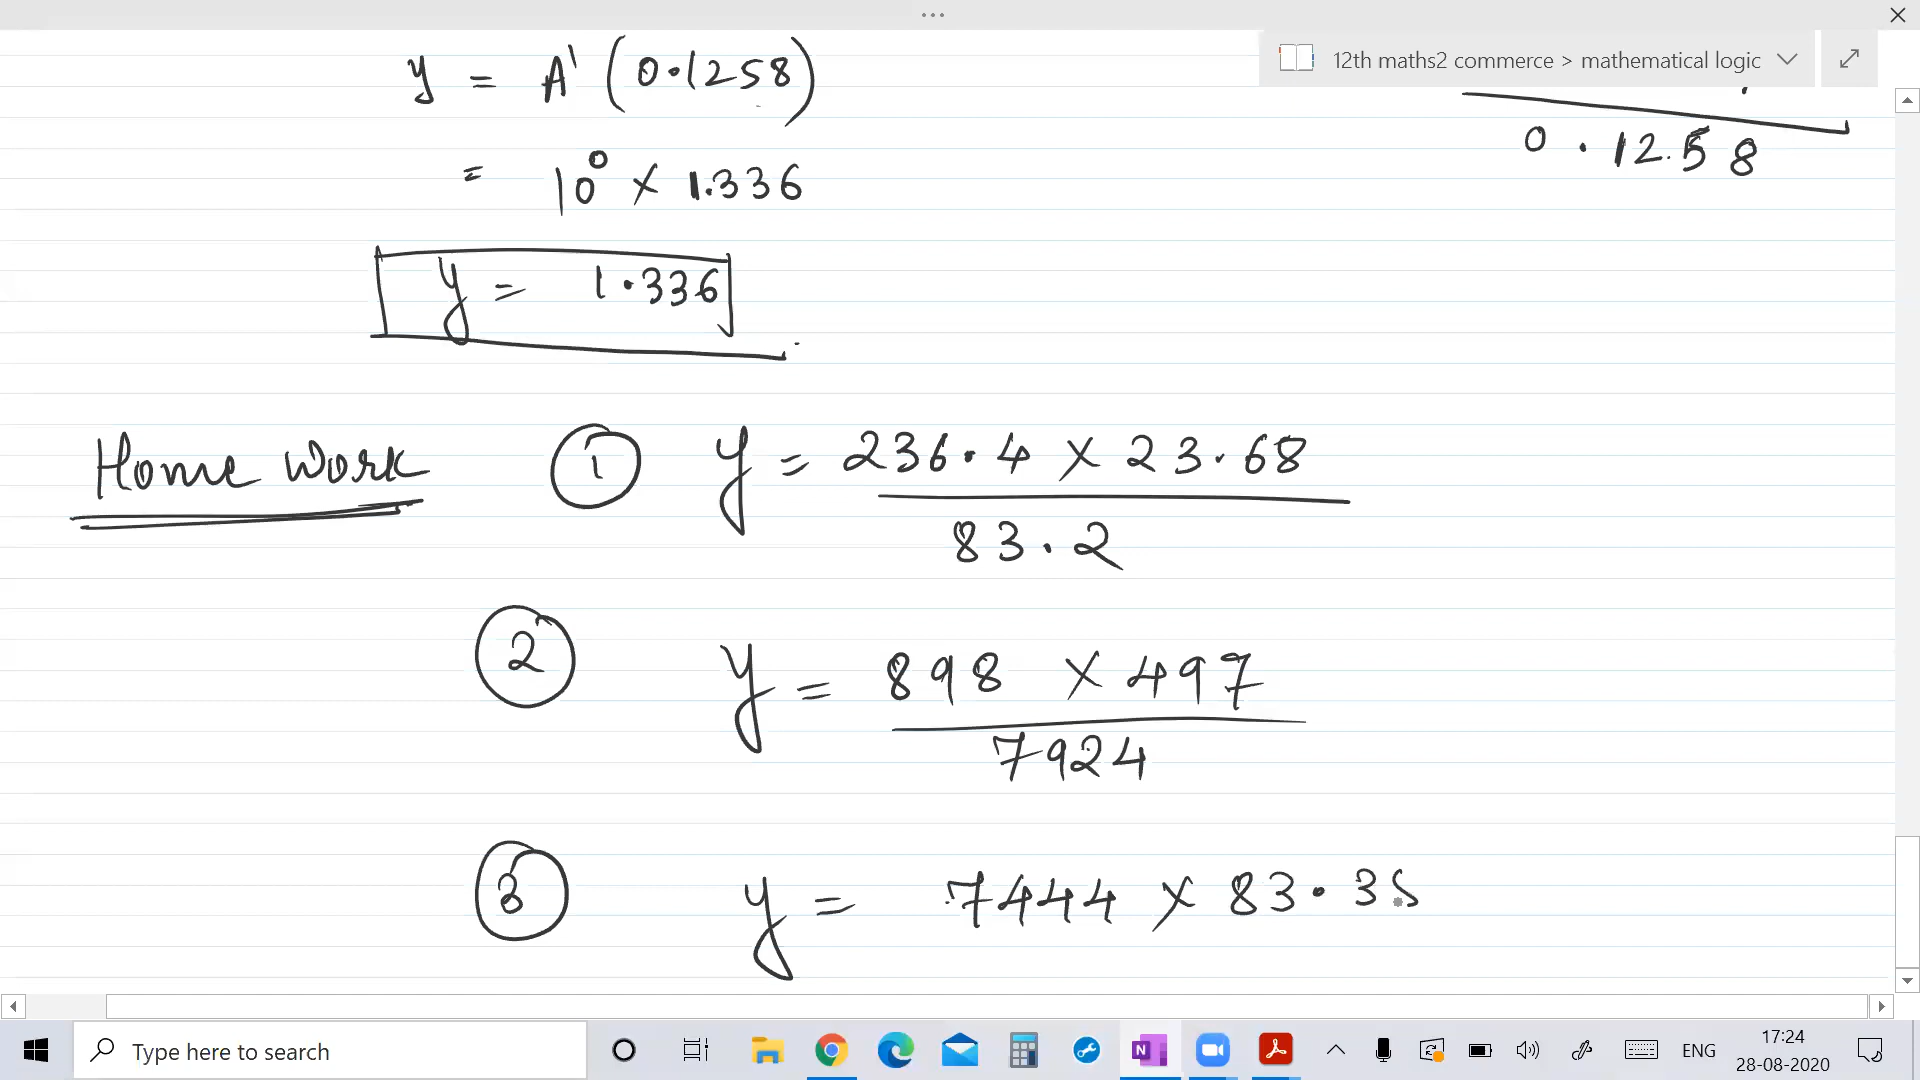 y = A' (0.1258)
12th maths2 commerce > mathematical logic
0.1258
= 10⁰ × 1.336
y = 1.336
Home Work ① y = 236.4 × 23.68
83.2
② y = 898 × 497
7924
③ y = 7444 × 83.35
Type here to search
N
ENG
17:24
28-08-2020